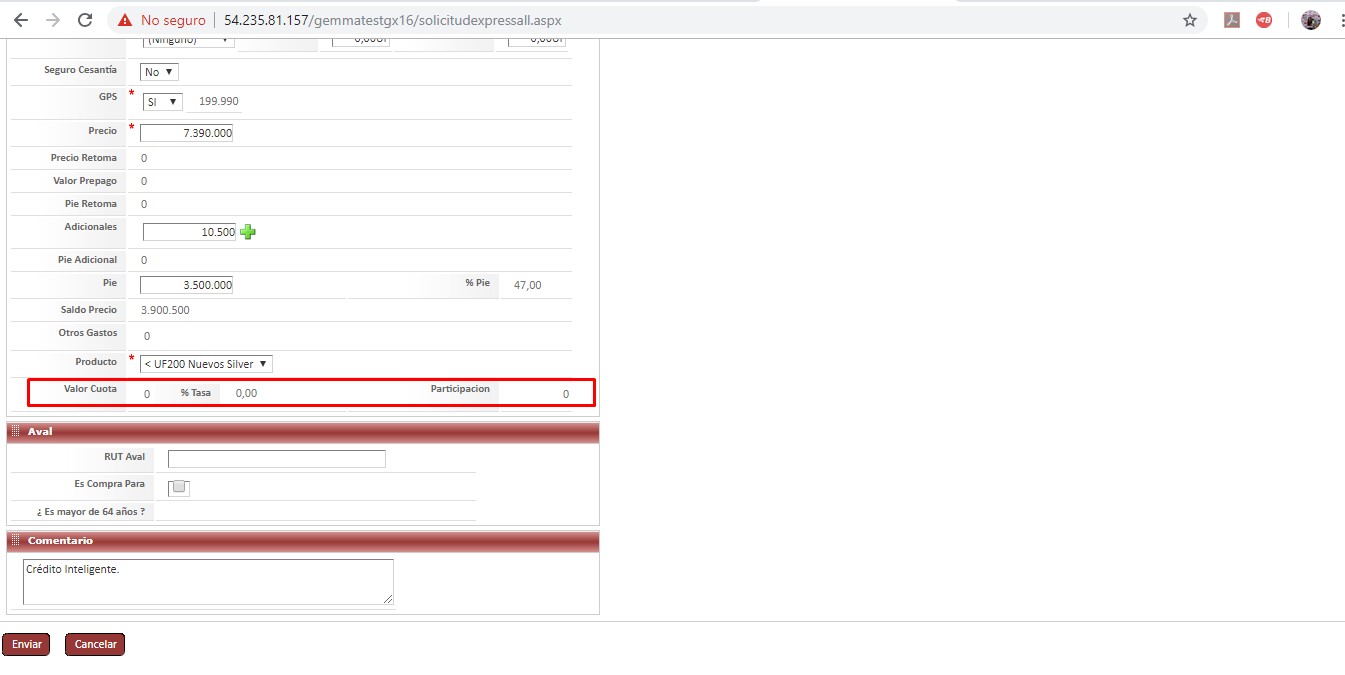 No seguro 54.235.81.157/gemmatestgx16/solicitudexpressall.aspx
(Ninguno)
Seguro Cesantía No
GPS * SI 199.990
Precio * 7.390.000
Precio Retoma 0
Valor Prepago 0
Pie Retoma 0
Adicionales 10.500
Pie Adicional 0
Pie 3.500.000 % Pie 47,00
Saldo Precio 3.900.500
Otros Gastos 0
Producto * < UF200 Nuevos Silver
Valor Cuota 0 % Tasa 0,00 Participacion 0
Aval
RUT Aval
Es Compra Para
¿ Es mayor de 64 años ?
Comentario
Crédito Inteligente.
Enviar Cancelar